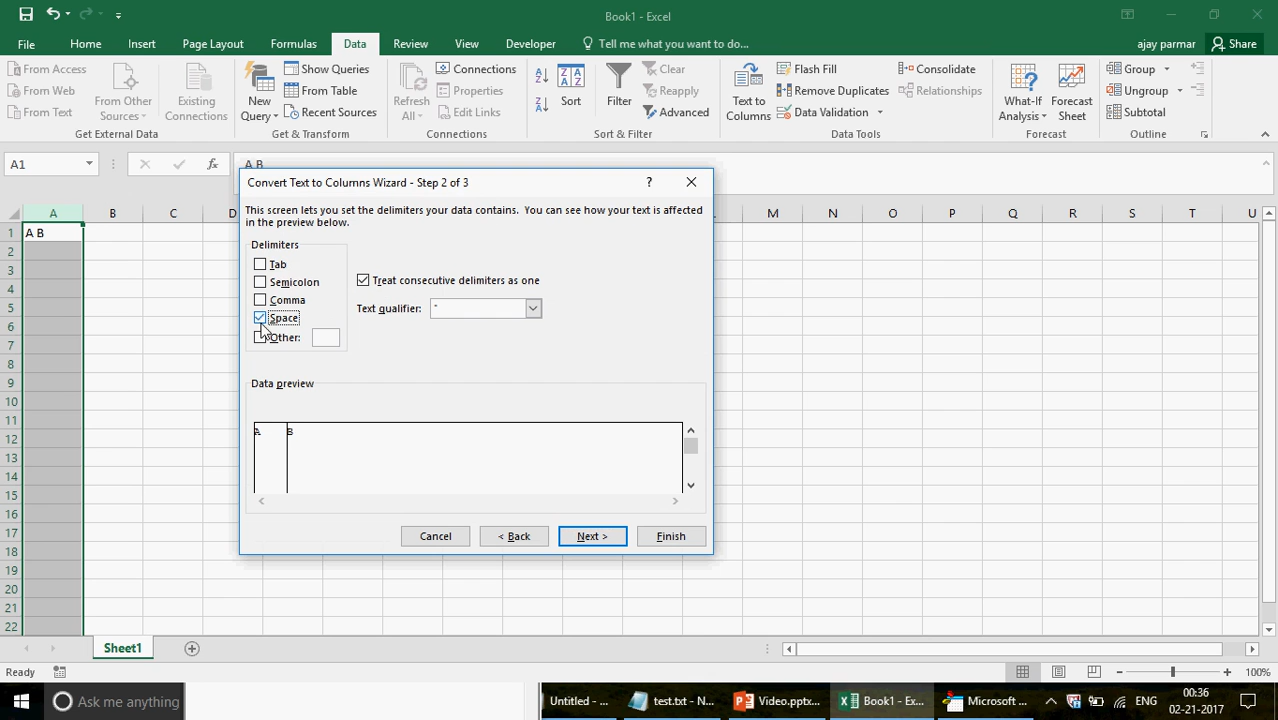 Book1 - Excel
File Home Insert Page Layout Formulas Data Review View Developer Tell me what you want to do... ajay parmar Share
From Access
From Web
From Text
From Other Sources
Existing Connections
Get External Data
New Query
Show Queries
From Table
Recent Sources
Get & Transform
Refresh All
Connections
Properties
Edit Links
Connections
Sort
Filter
Clear
Reapply
Advanced
Sort & Filter
Text to Columns
Flash Fill
Remove Duplicates
Data Validation
Consolidate
Relationships
Data Tools
What-If Analysis
Forecast Sheet
Forecast
Group
Ungroup
Subtotal
Outline
A1 fx A B
A B C D M N O P Q R S T U
1 A B
2
3
4
5
6
7
8
9
10
11
12
13
14
15
16
17
18
19
20
21
22
Convert Text to Columns Wizard - Step 2 of 3 ?
This screen lets you set the delimiters your data contains. You can see how your text is affected
in the preview below.
Delimiters
Tab
Semicolon
Comma
Space
Other:
Treat consecutive delimiters as one
Text qualifier: "
Data preview
A B
Cancel < Back Next > Finish
Sheet1
Ready 100%
Ask me anything Untitled - ... test.txt - N... Video.pptx... Book1 - Exc... Microsoft ... ENG 00:36
02-21-2017